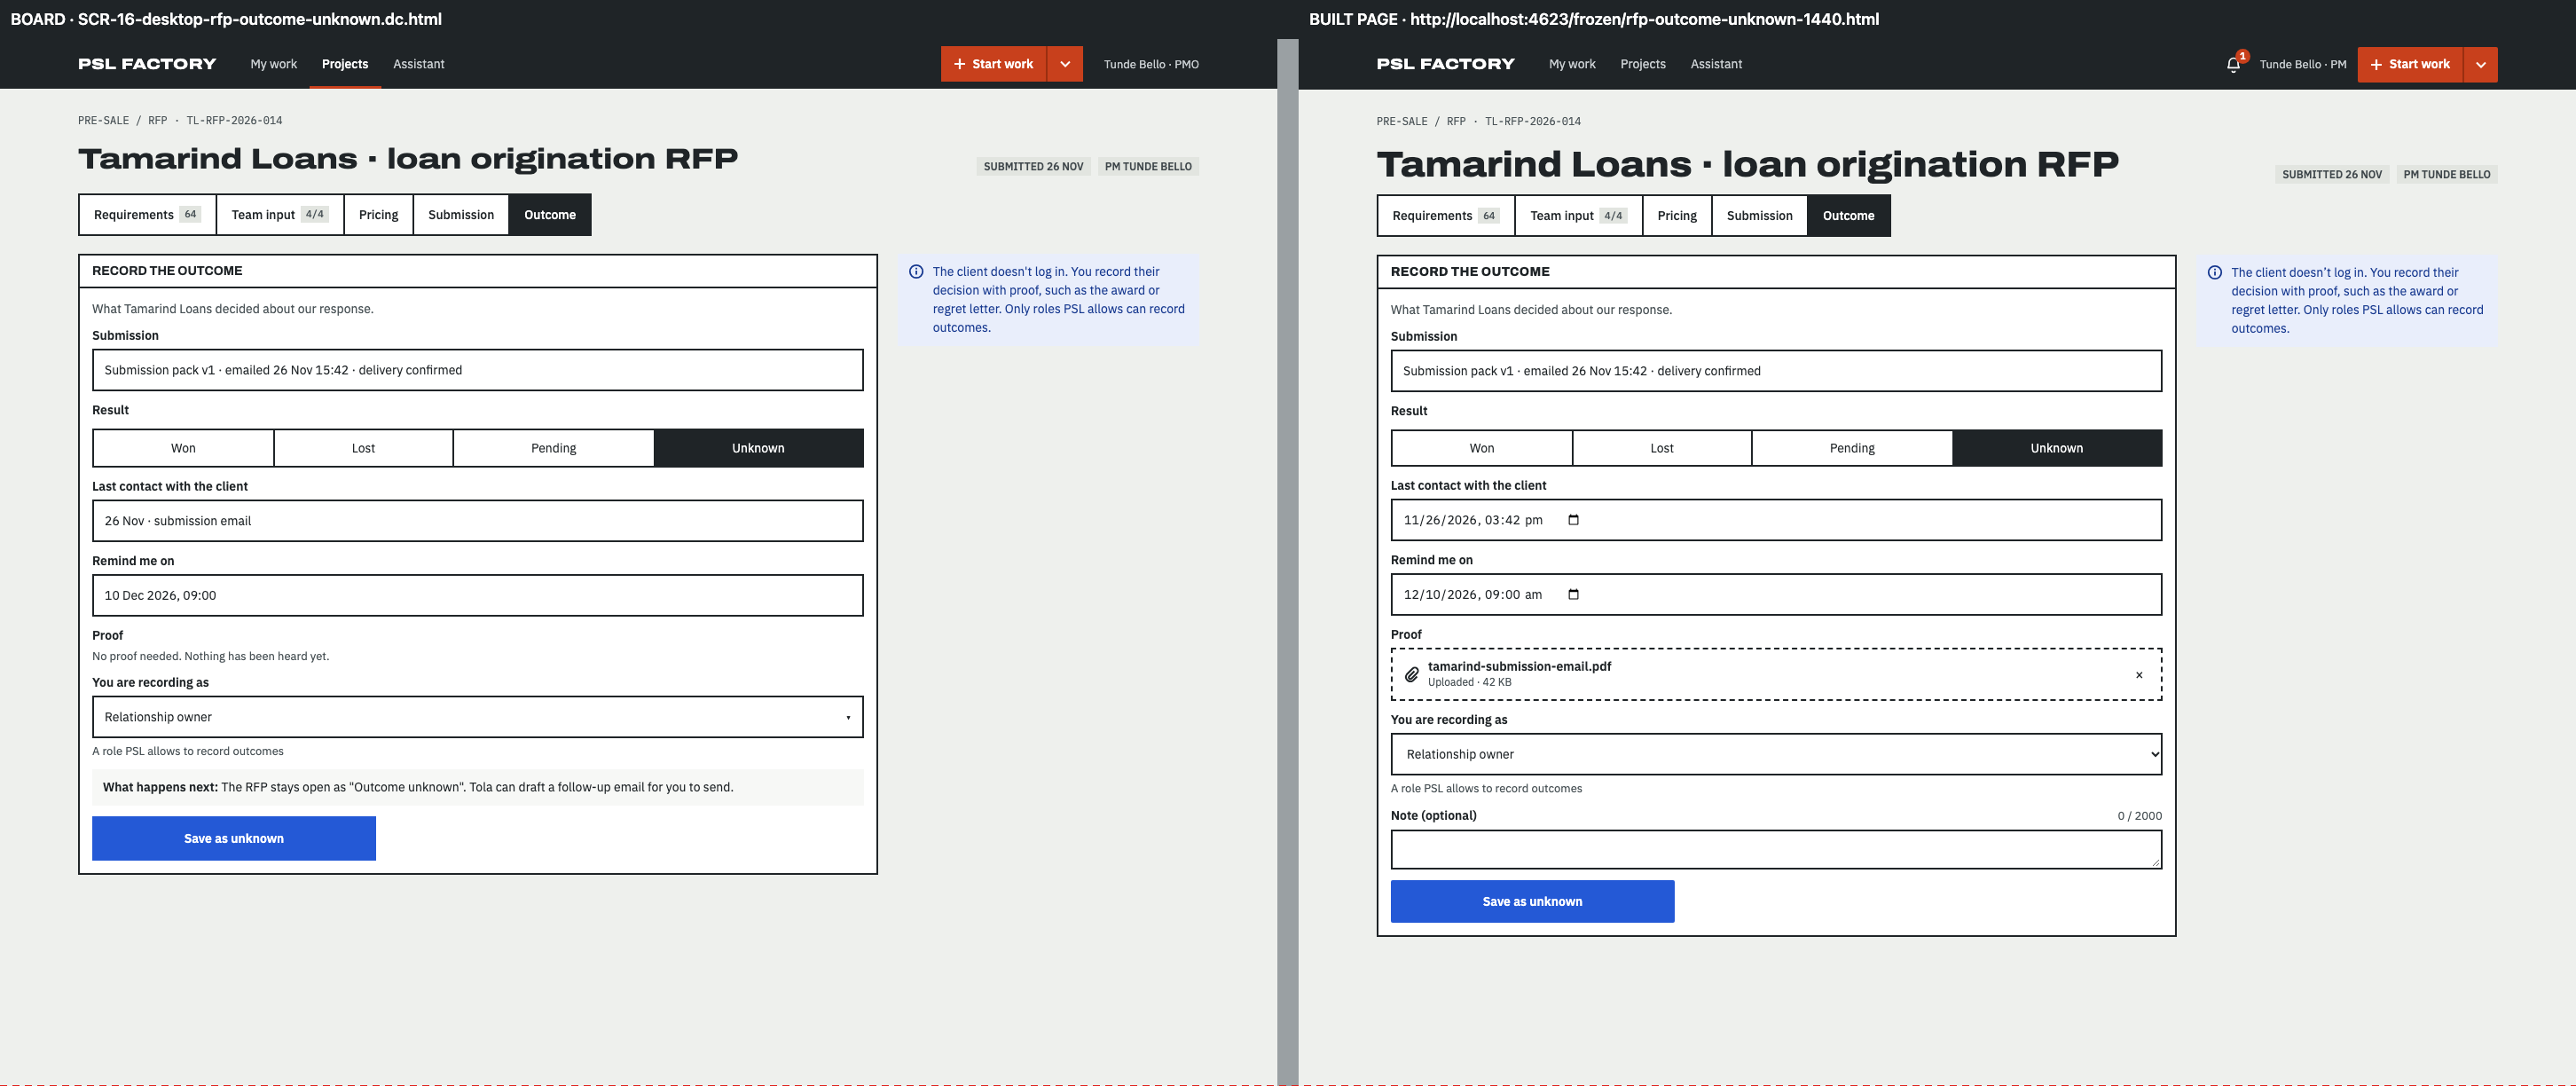 BOARD · SCR-16-desktop-rfp-outcome-unknown.dc.html
PSL FACTORY
My work
Projects
Assistant
+ Start work
Tunde Bello · PMO
PRE-SALE / RFP · TL-RFP-2026-014
Tamarind Loans · loan origination RFP
SUBMITTED 26 NOV
PM TUNDE BELLO
Requirements 64
Team input 4/4
Pricing
Submission
Outcome
RECORD THE OUTCOME
What Tamarind Loans decided about our response.
Submission
Submission pack v1 · emailed 26 Nov 15:42 · delivery confirmed
Result
Won
Lost
Pending
Unknown
Last contact with the client
26 Nov · submission email
Remind me on
10 Dec 2026, 09:00
Proof
No proof needed. Nothing has been heard yet.
You are recording as
Relationship owner
A role PSL allows to record outcomes
What happens next: The RFP stays open as "Outcome unknown". Tola can draft a follow-up email for you to send.
Save as unknown
The client doesn't log in. You record their
decision with proof, such as the award or
regret letter. Only roles PSL allows can record
outcomes.
BUILT PAGE · http://localhost:4623/frozen/rfp-outcome-unknown-1440.html
PSL FACTORY
My work
Projects
Assistant
1
Tunde Bello · PM
+ Start work
PRE-SALE / RFP · TL-RFP-2026-014
Tamarind Loans · loan origination RFP
SUBMITTED 26 NOV
PM TUNDE BELLO
Requirements 64
Team input 4/4
Pricing
Submission
Outcome
RECORD THE OUTCOME
What Tamarind Loans decided about our response.
Submission
Submission pack v1 · emailed 26 Nov 15:42 · delivery confirmed
Result
Won
Lost
Pending
Unknown
Last contact with the client
11/26/2026, 03:42 pm
Remind me on
12/10/2026, 09:00 am
Proof
tamarind-submission-email.pdf
Uploaded · 42 KB
×
You are recording as
Relationship owner
A role PSL allows to record outcomes
Note (optional)
0 / 2000
Save as unknown
The client doesn’t log in. You record their
decision with proof, such as the award or
regret letter. Only roles PSL allows can record
outcomes.